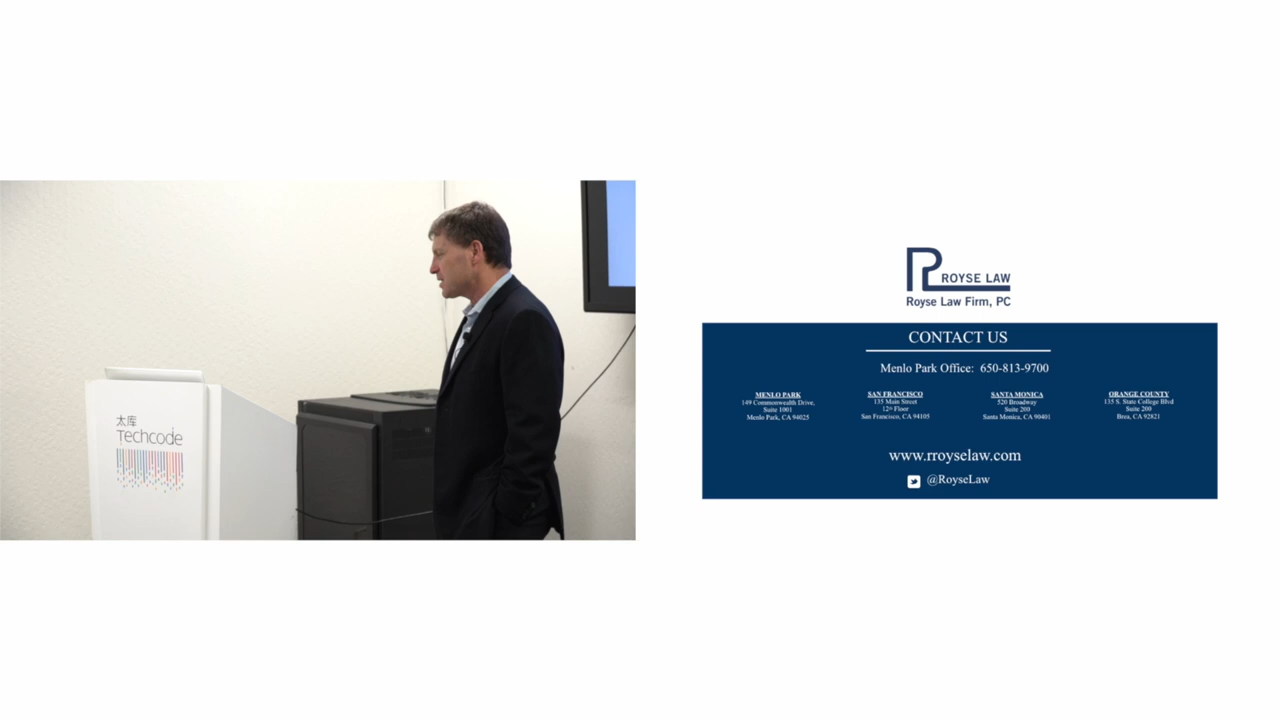 太库
Techcode
ROYSE LAW
Royse Law Firm, PC
CONTACT US
Menlo Park Office: 650-813-9700
MENLO PARK
149 Commonwealth Drive,
Suite 1001
Menlo Park, CA 94025
SAN FRANCISCO
135 Main Street
12th Floor
San Francisco, CA 94105
SANTA MONICA
520 Broadway
Suite 200
Santa Monica, CA 90401
ORANGE COUNTY
135 S. State College Blvd
Suite 200
Brea, CA 92821
www.rroyselaw.com
@RoyseLaw